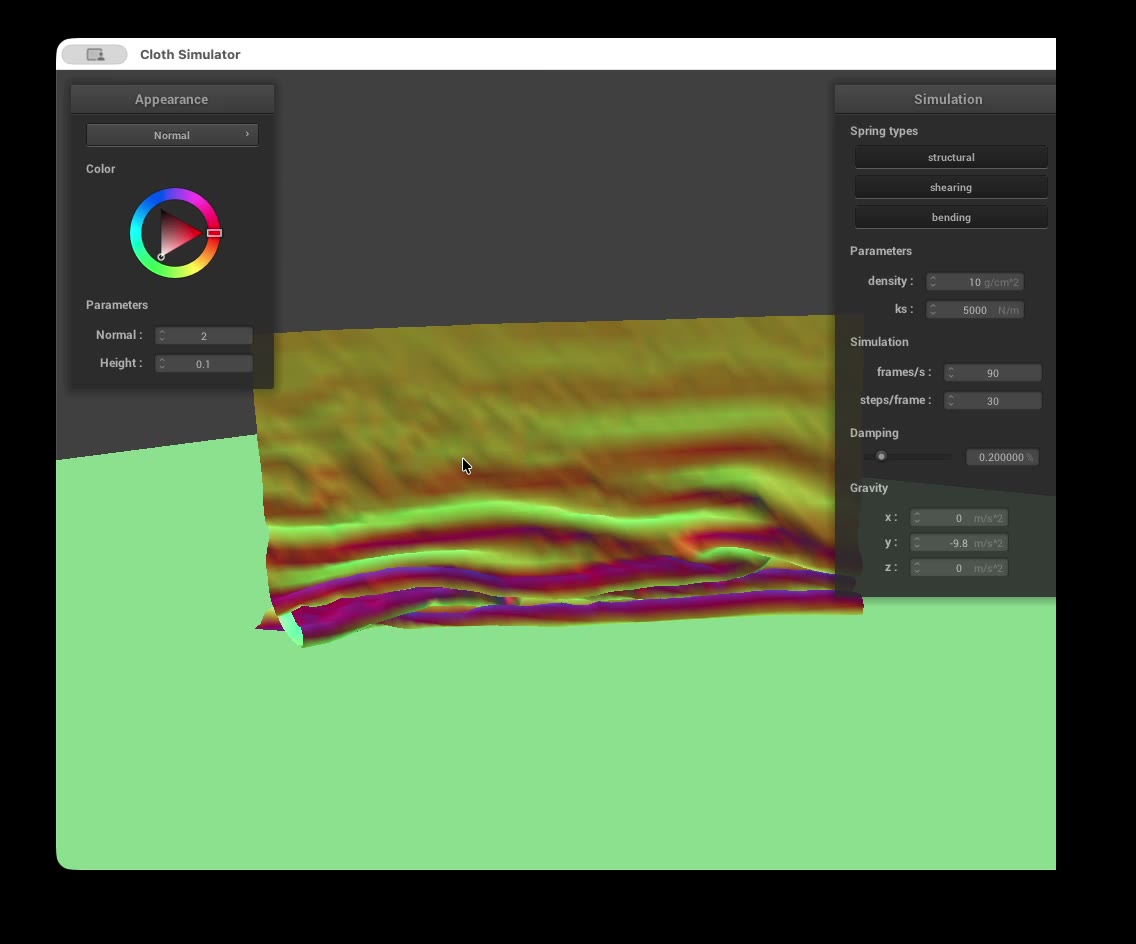 Cloth Simulator
Appearance
Normal
Color
Parameters
Normal : 2
Height : 0.1
Simulation
Spring types
structural
shearing
bending
Parameters
density : 10 g/cm^2
ks : 5000 N/m
Simulation
frames/s : 90
steps/frame : 30
Damping
0.200000 %
Gravity
x : 0 m/s^2
y : -9.8 m/s^2
z : 0 m/s^2